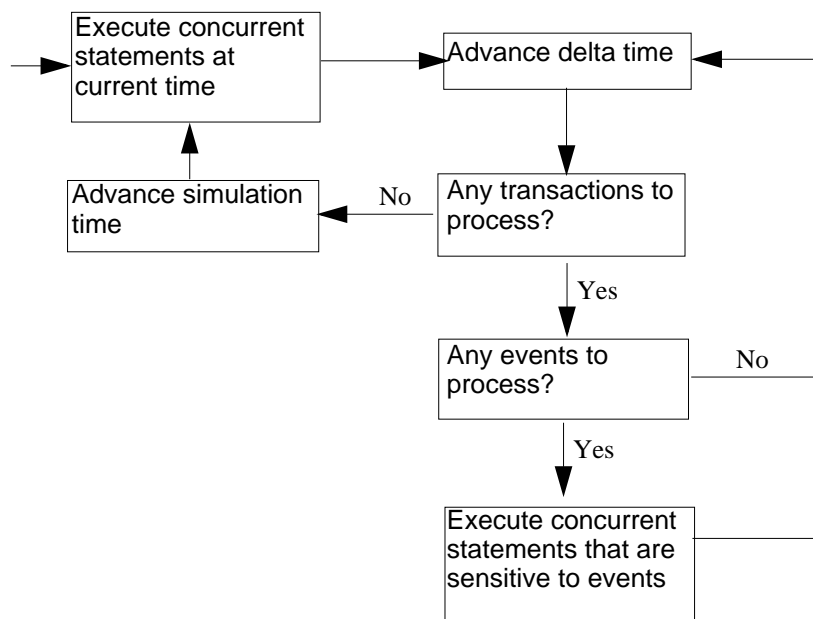 Execute concurrent
statements at
current time
Advance delta time
Advance simulation
time
No
Any transactions to
process?
Yes
Any events to
process?
No
Yes
Execute concurrent
statements that are
sensitive to events